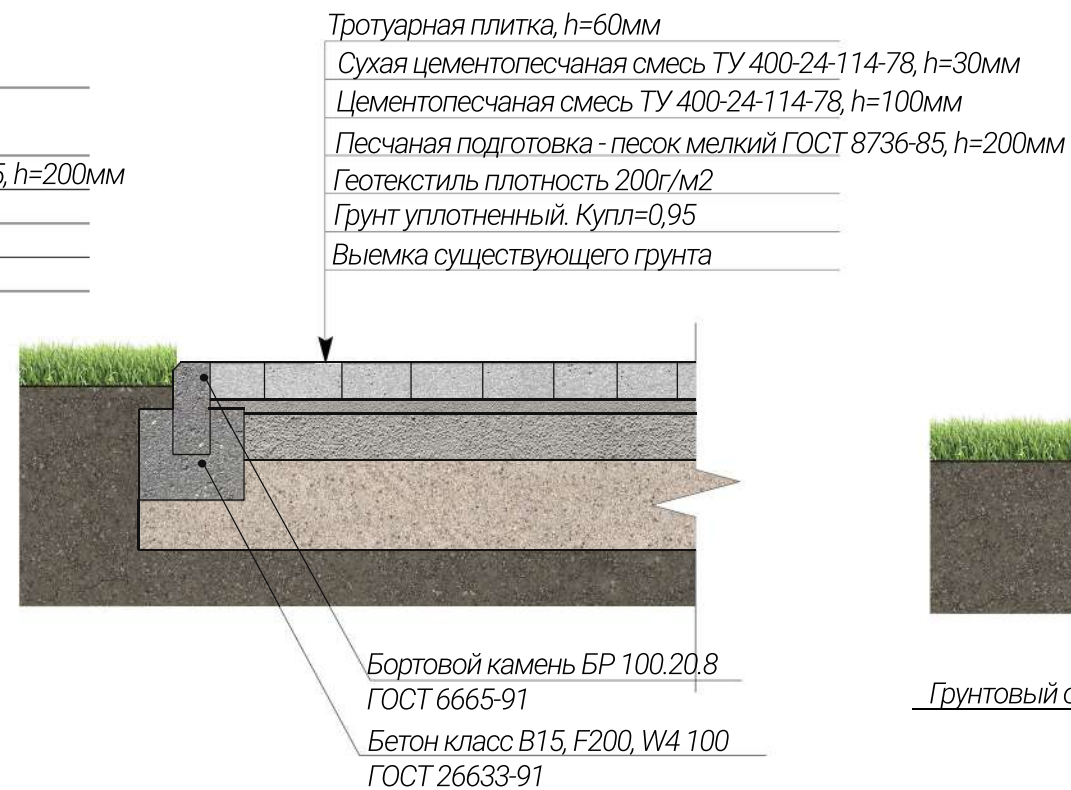 Тротуарная плитка, h=60мм
Сухая цементопесчаная смесь ТУ 400-24-114-78, h=30мм
Цементопесчаная смесь ТУ 400-24-114-78, h=100мм
Песчаная подготовка - песок мелкий ГОСТ 8736-85, h=200мм
, h=200мм
Геотекстиль плотность 200г/м2
Грунт уплотненный. Купл=0,95
Выемка существующего грунта
Бортовой камень БР 100.20.8
ГОСТ 6665-91
Грунтовый
Бетон класс В15, F200, W4 100
ГОСТ 26633-91